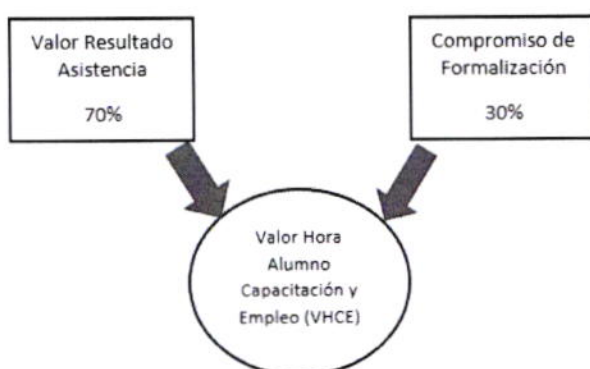 Valor Resultado
Asistencia
70%
Compromiso de
Formalización
30%
Valor Hora
Alumno
Capacitación y
Empleo (VHCE)